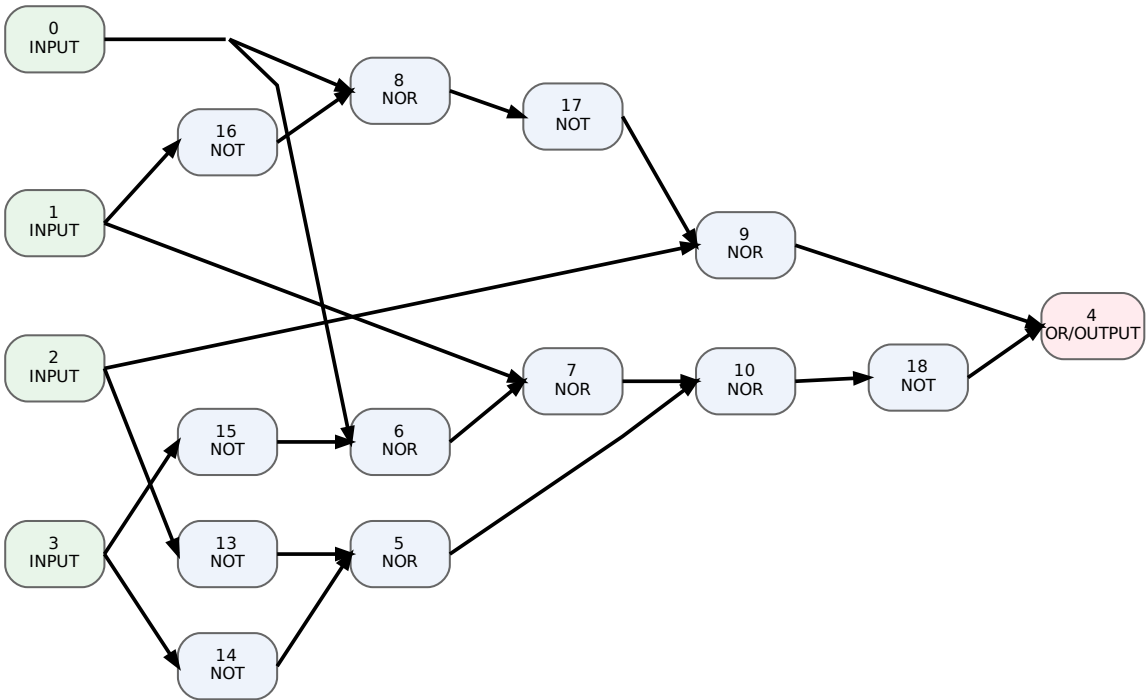 0
INPUT
8
NOR
17
NOT
16
NOT
1
INPUT
9
NOR
4
OR/OUTPUT
2
INPUT
7
NOR
10
NOR
18
NOT
15
NOT
6
NOR
3
INPUT
13
NOT
5
NOR
14
NOT